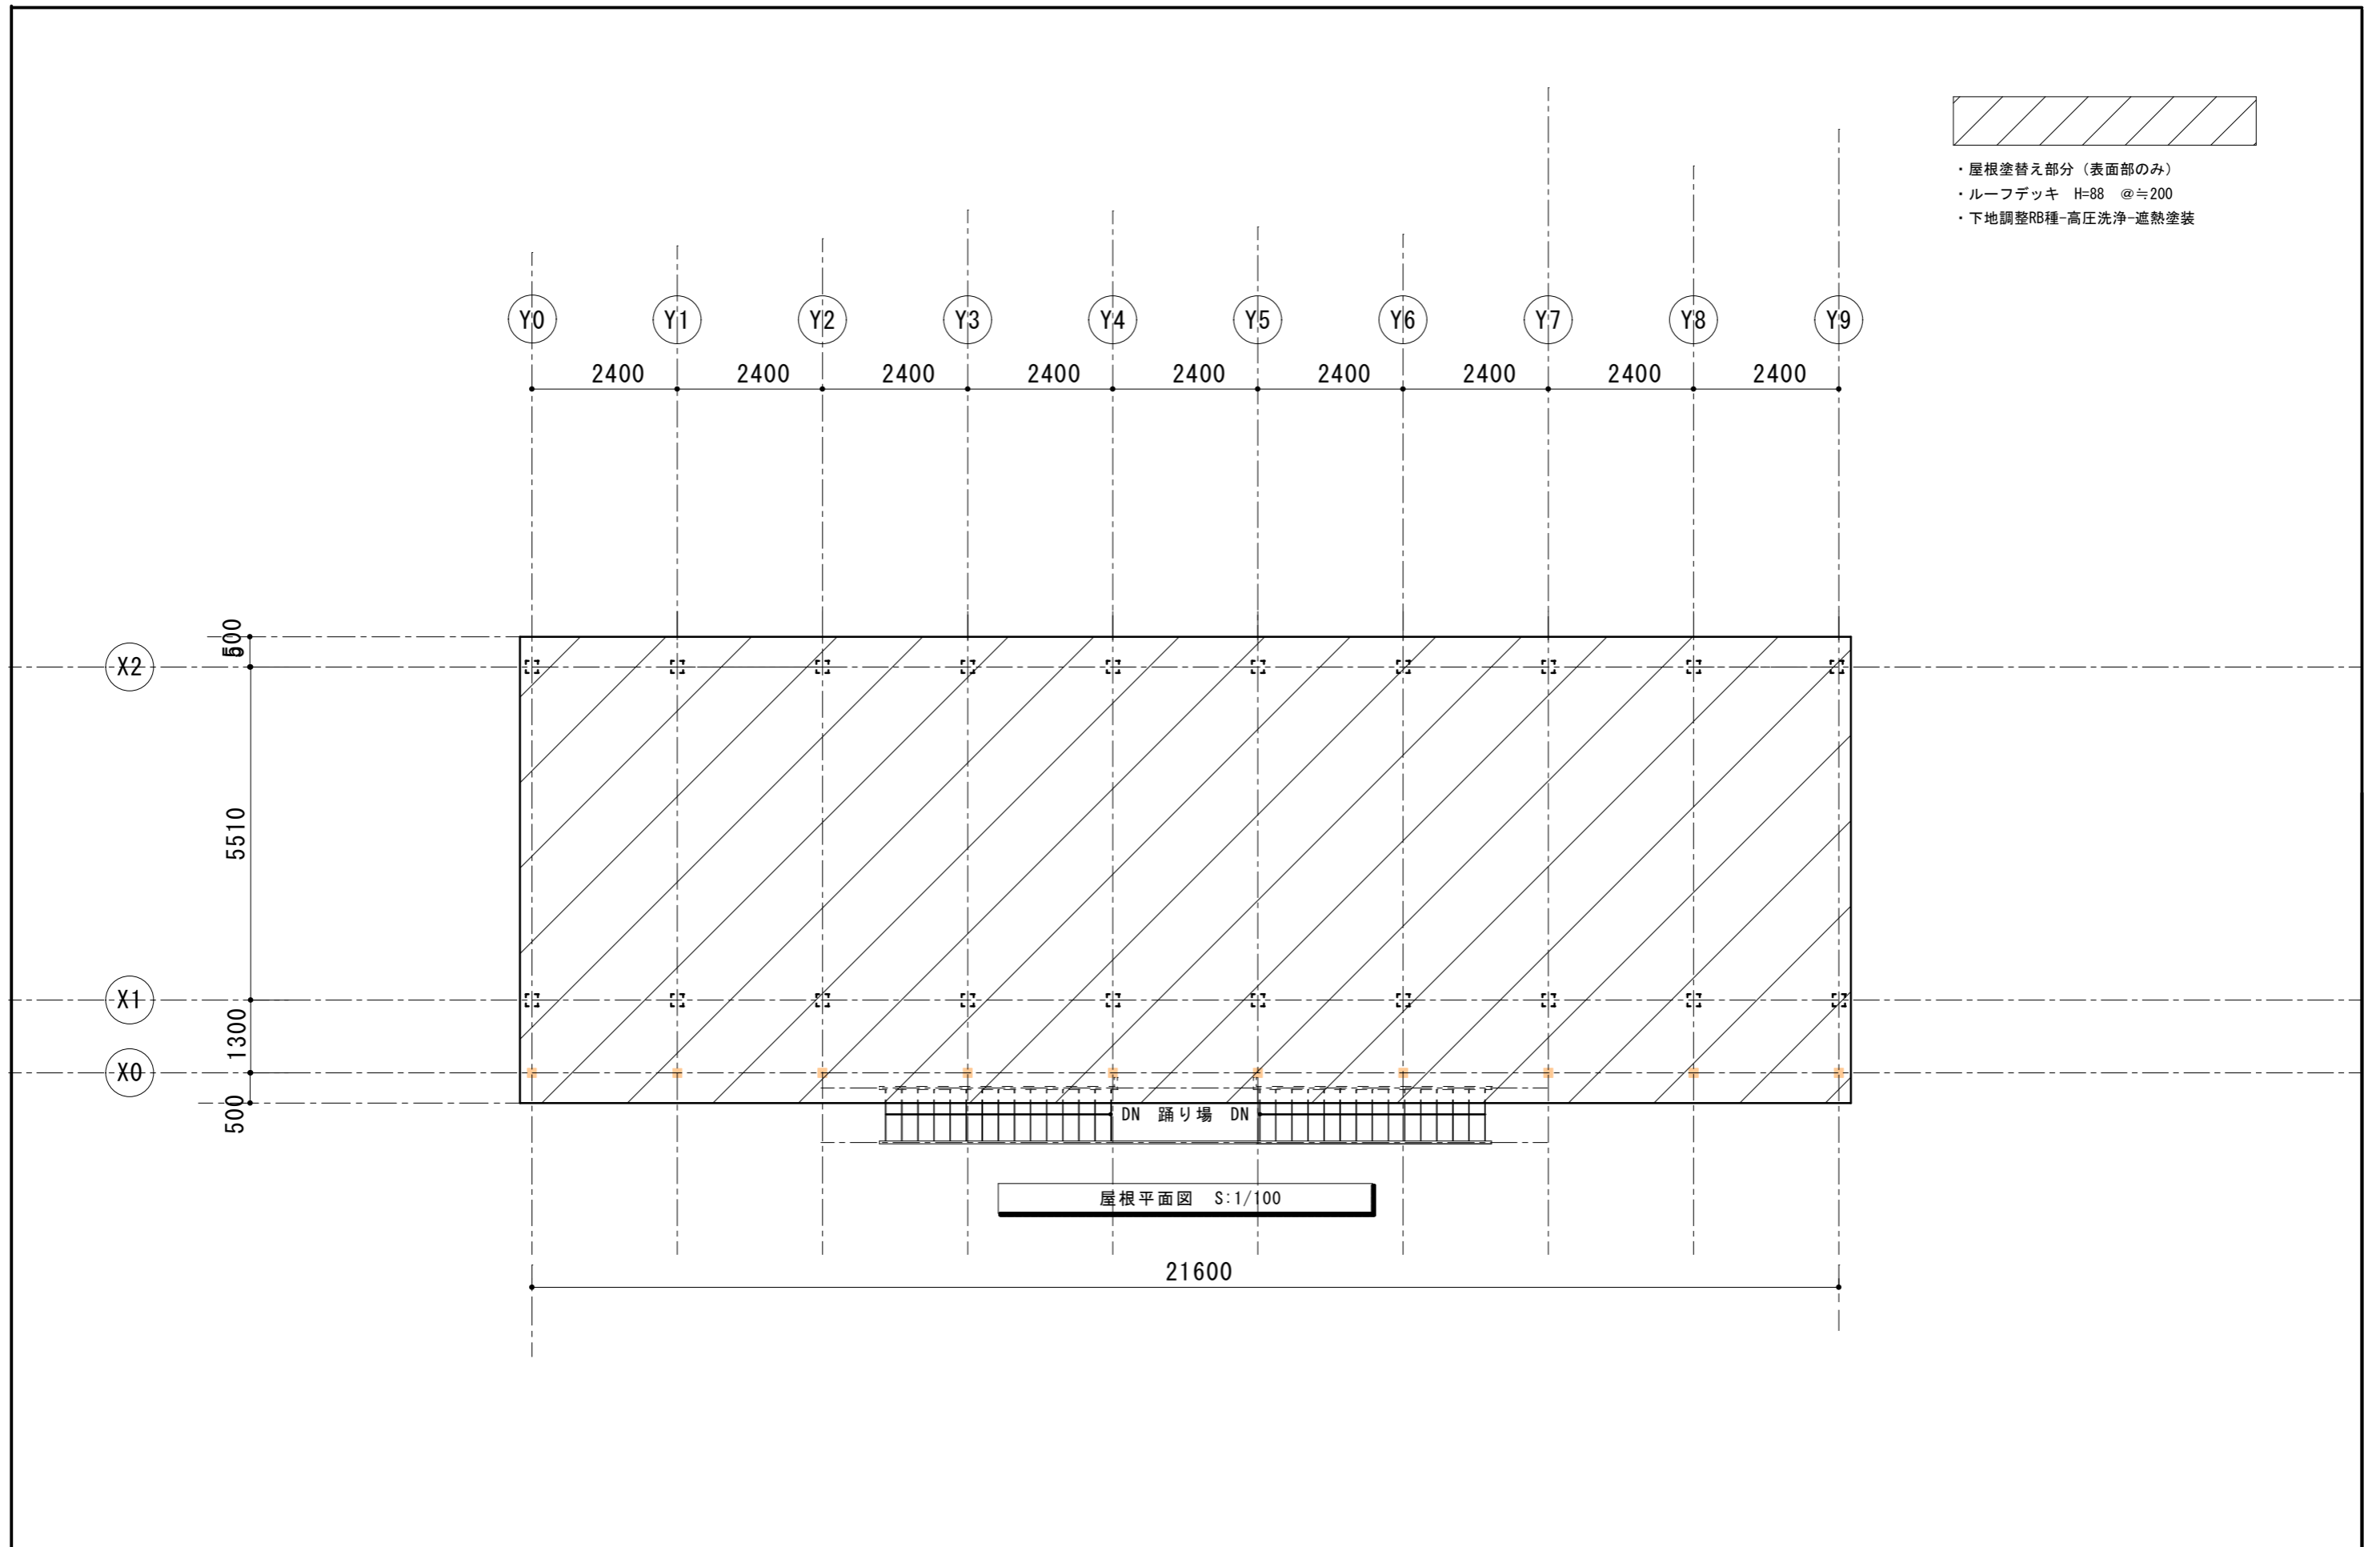 ・屋根塗替え部分（表面部のみ）
・ルーフデッキ　H=88　@≒200
・下地調整RB種-高圧洗浄-遮熱塗装
Y0 Y1 Y2 Y3 Y4 Y5 Y6 Y7 Y8 Y9
2400 2400 2400 2400 2400 2400 2400 2400 2400
500
X2
5510
X1
1300
X0
500
DN　踊り場　DN
屋根平面図　S:1/100
21600